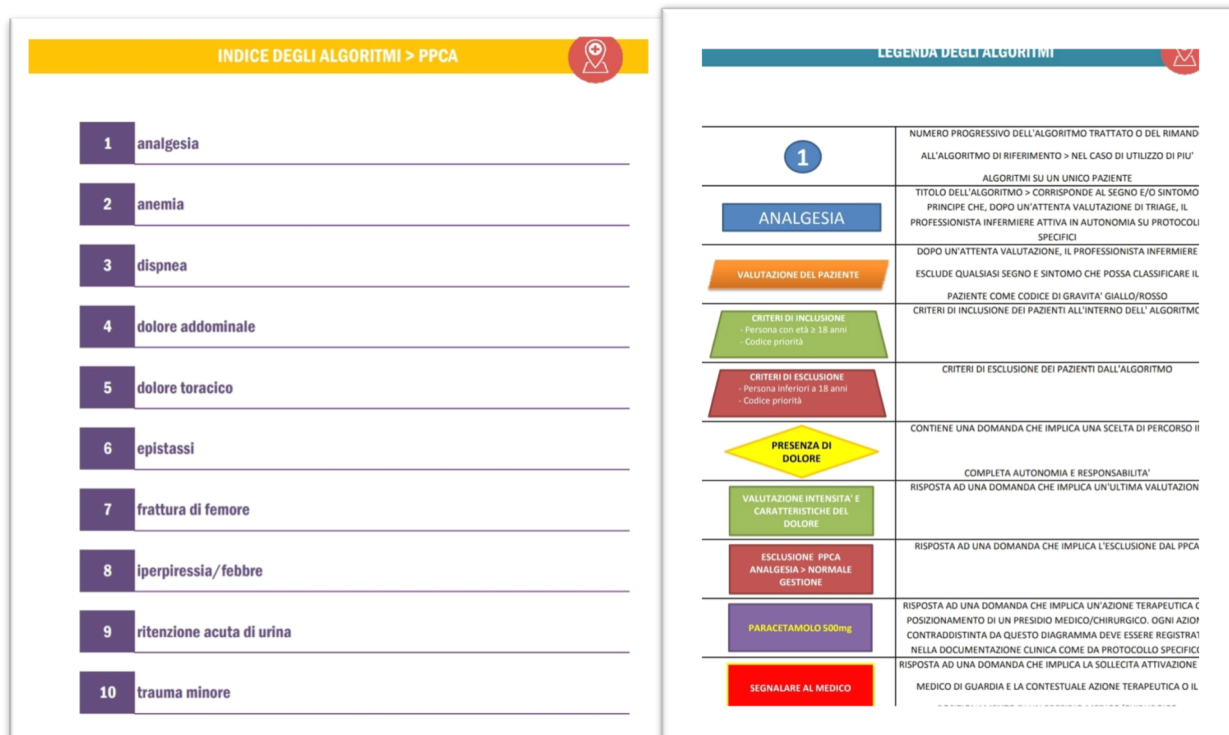 INDICE DEGLI ALGORITMI > PPCA
1 analgesia
2 anemia
3 dispnea
4 dolore addominale
5 dolore toracico
6 epistassi
7 frattura di femore
8 iperpiressia/febbre
9 ritenzione acuta di urina
10 trauma minore
LEGENDA DEGLI ALGORITMI
1
NUMERO PROGRESSIVO DELL'ALGORITMO TRATTATO O DEL RIMAND
ALL'ALGORITMO DI RIFERIMENTO > NEL CASO DI UTILIZZO DI PIU'
ALGORITMI SU UN UNICO PAZIENTE
ANALGESIA
TITOLO DELL'ALGORITMO > CORRISPONDE AL SEGNO E/O SINTOMO
PRINCIPE CHE, DOPO UN'ATTENTA VALUTAZIONE DI TRIAGE, IL
PROFESSIONISTA INFERMIERE ATTIVA IN AUTONOMIA SU PROTOCOLI
SPECIFICI
VALUTAZIONE DEL PAZIENTE
DOPO UN'ATTENTA VALUTAZIONE, IL PROFESSIONISTA INFERMIERE
ESCLUDE QUALSIASI SEGNO E SINTOMO CHE POSSA CLASSIFICARE IL
PAZIENTE COME CODICE DI GRAVITA' GIALLO/ROSSO
CRITERI DI INCLUSIONE
- Persona con età ≥ 18 anni
- Codice priorità
CRITERI DI INCLUSIONE DEI PAZIENTI ALL'INTERNO DELL' ALGORITMO
CRITERI DI ESCLUSIONE
- Persona inferiori a 18 anni
- Codice priorità
CRITERI DI ESCLUSIONE DEI PAZIENTI DALL'ALGORITMO
PRESENZA DI
DOLORE
CONTIENE UNA DOMANDA CHE IMPLICA UNA SCELTA DI PERCORSO I
COMPLETA AUTONOMIA E RESPONSABILITA'
VALUTAZIONE INTENSITA' E
CARATTERISTICHE DEL
DOLORE
RISPOSTA AD UNA DOMANDA CHE IMPLICA UN'ULTIMA VALUTAZION
ESCLUSIONE PPCA
ANALGESIA > NORMALE
GESTIONE
RISPOSTA AD UNA DOMANDA CHE IMPLICA L'ESCLUSIONE DAL PPCA
PARACETAMOLO 500mg
RISPOSTA AD UNA DOMANDA CHE IMPLICA UN'AZIONE TERAPEUTICA O
POSIZIONAMENTO DI UN PRESIDIO MEDICO/CHIRURGICO. OGNI AZION
CONTRADDISTINTA DA QUESTO DIAGRAMMA DEVE ESSERE REGISTRAT
NELLA DOCUMENTAZIONE CLINICA COME DA PROTOCOLLO SPECIFICO
SEGNALARE AL MEDICO
RISPOSTA AD UNA DOMANDA CHE IMPLICA LA SOLLECITA ATTIVAZIONE
MEDICO DI GUARDIA E LA CONTESTUALE AZIONE TERAPEUTICA O IL